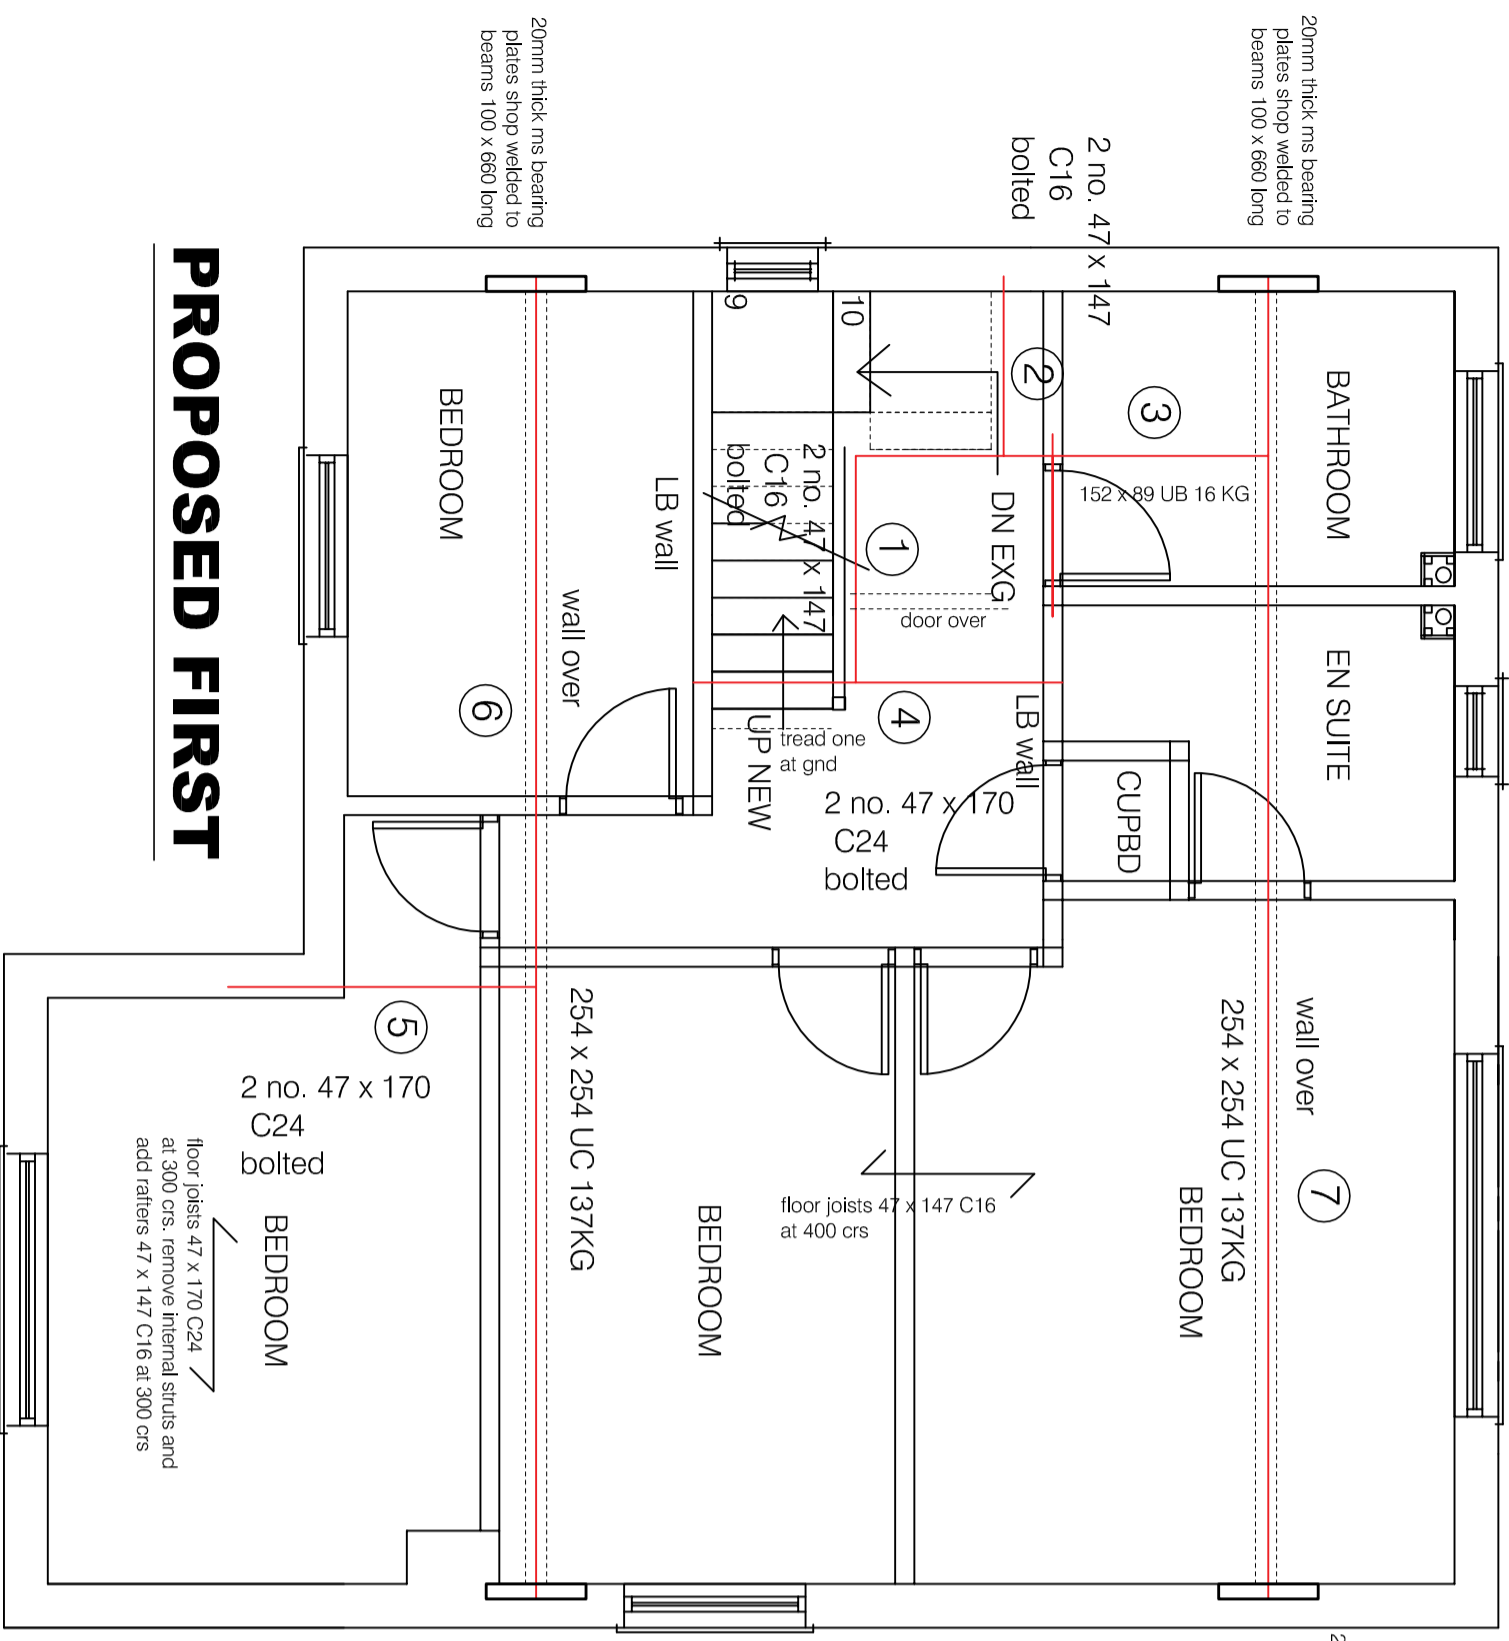 20mm thick ms bearing
plates shop welded to
beams 100 x 660 long
20mm thick ms bearing
plates shop welded to
beams 100 x 660 long
2 no. 47 x 147
C16
bolted
BATHROOM
3
2
152 x 89 UB 16 KG
10
9
DN EXG
1
door over
2 no. 47 x 147
C16
bolted
LB wall
BEDROOM
wall over
6
EN SUITE
CUPBD
LB wall
4
tread one
at gnd
UP NEW
2 no. 47 x 170
C24
bolted
wall over
254 x 254 UC 137KG
7
BEDROOM
floor joists 47 x 147 C16
at 400 crs
BEDROOM
254 x 254 UC 137KG
5
2 no. 47 x 170
C24
bolted
BEDROOM
floor joists 47 x 170 C24
at 300 crs. remove internal struts and
add rafters 47 x 147 C16 at 300 crs
PROPOSED FIRST
2